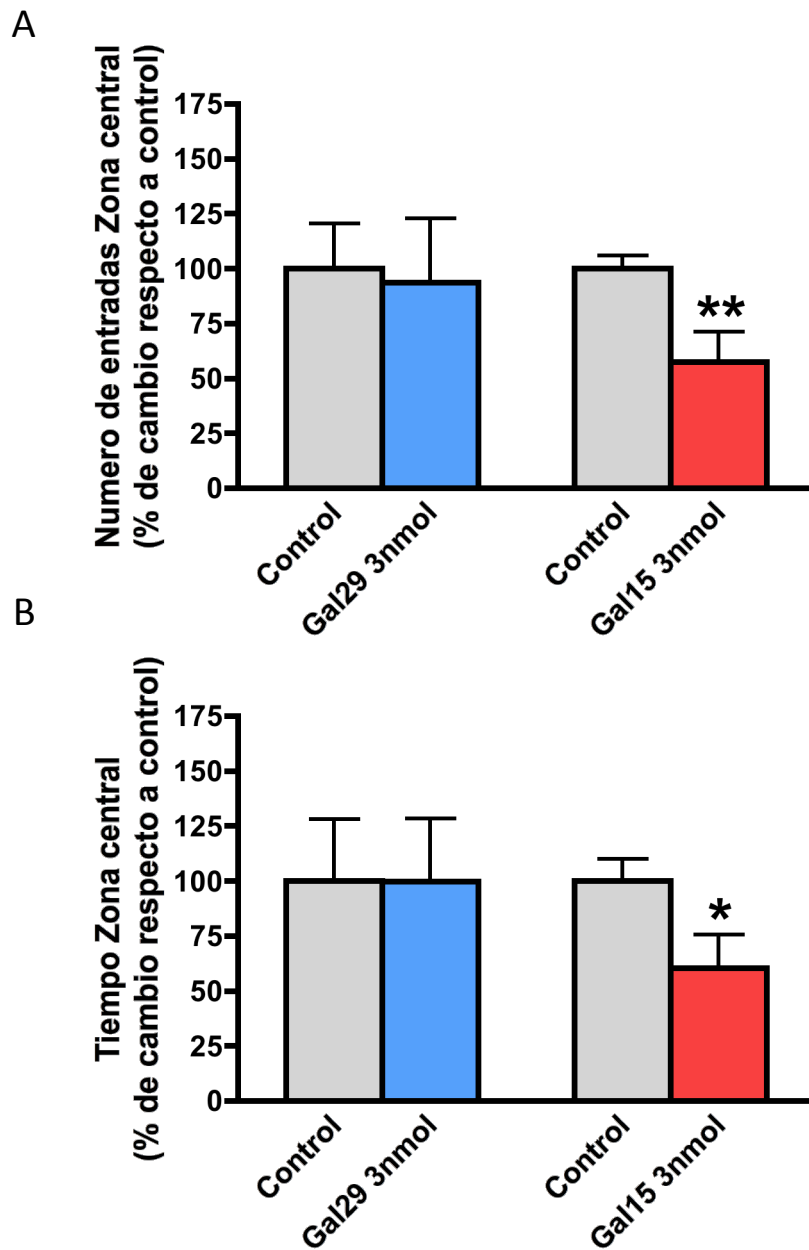 A
Numero de entradas Zona central
(% de cambio respecto a control)
175
150
125
100
75
50
25
0
**
Control
Gal29 3nmol
Control
Gal15 3nmol
B
Tiempo Zona central
(% de cambio respecto a control)
175
150
125
100
75
50
25
0
*
Control
Gal29 3nmol
Control
Gal15 3nmol